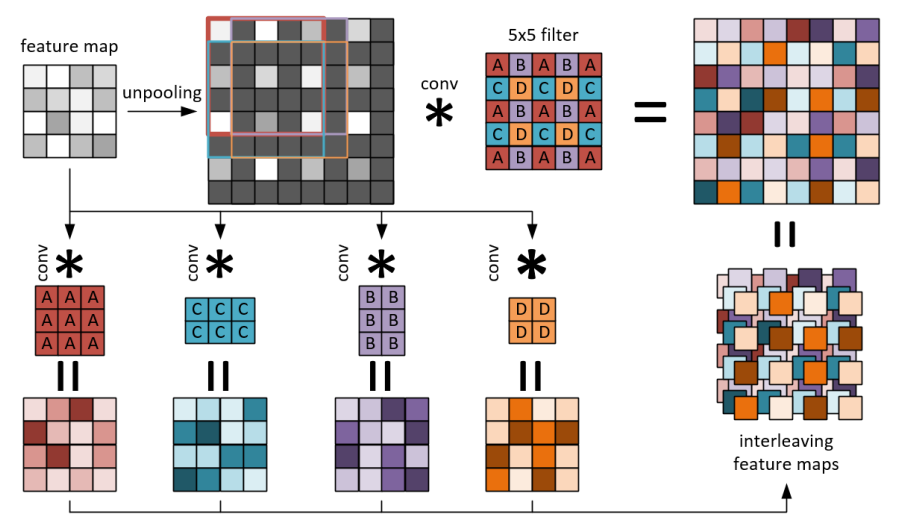 feature map
unpooling
conv
*
5x5 filter
A B A B A
C D C D C
A B A B A
C D C D C
A B A B A
=
conv * conv * conv * conv *
A A A
A A A
A A A
C C C
C C C
B B
B B
B B
D D
D D
interleaving
feature maps